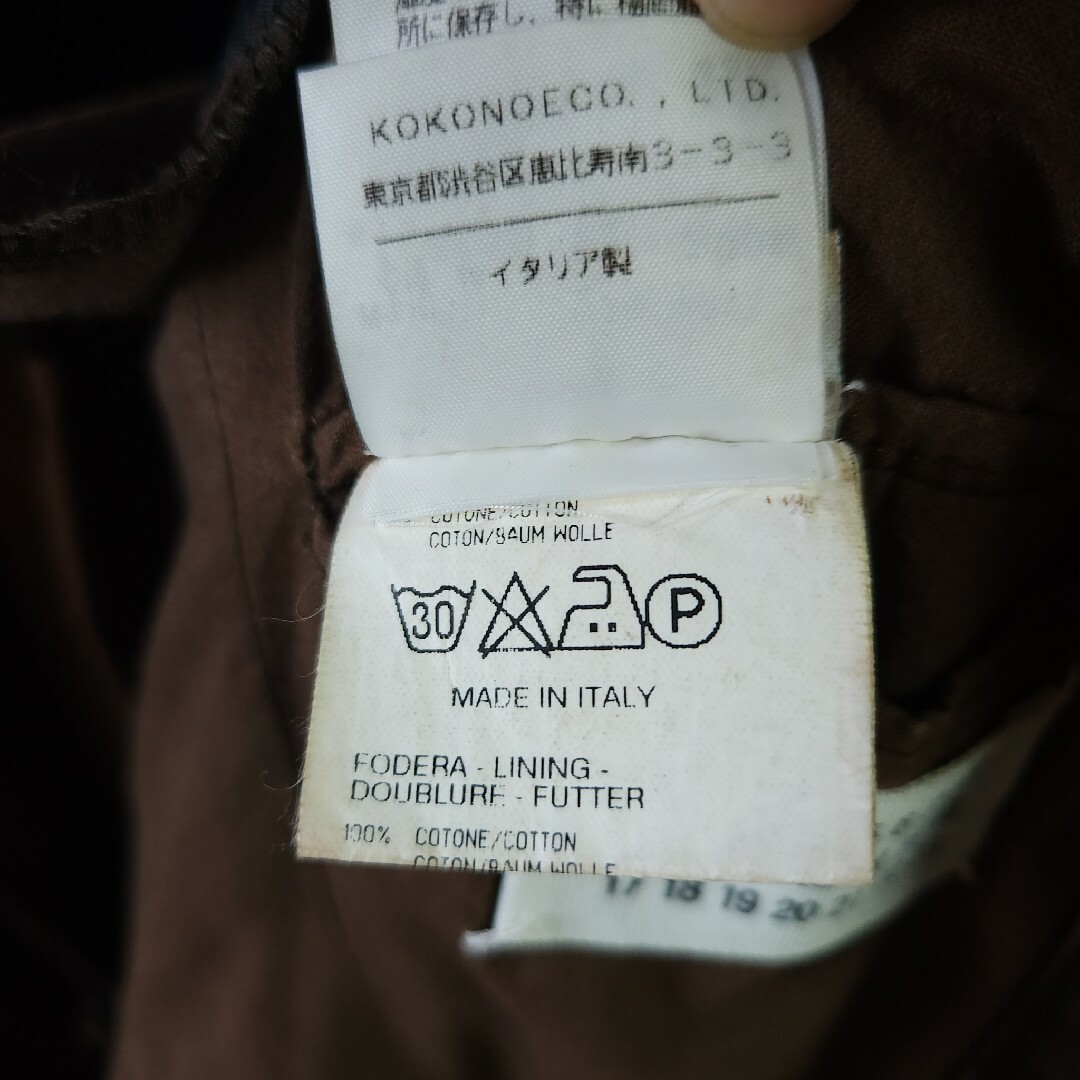 所に保存し、特に
KOKONOECO., LTD.
東京都渋谷区恵比寿南3-3-3
イタリア製
COTONE/COTTON
COTON/BAUM WOLLE
30 P
MADE IN ITALY
FODERA - LINING -
DOUBLURE - FUTTER
100% COTONE/COTTON
COTON/BAUM WOLLE
17 18 19 20